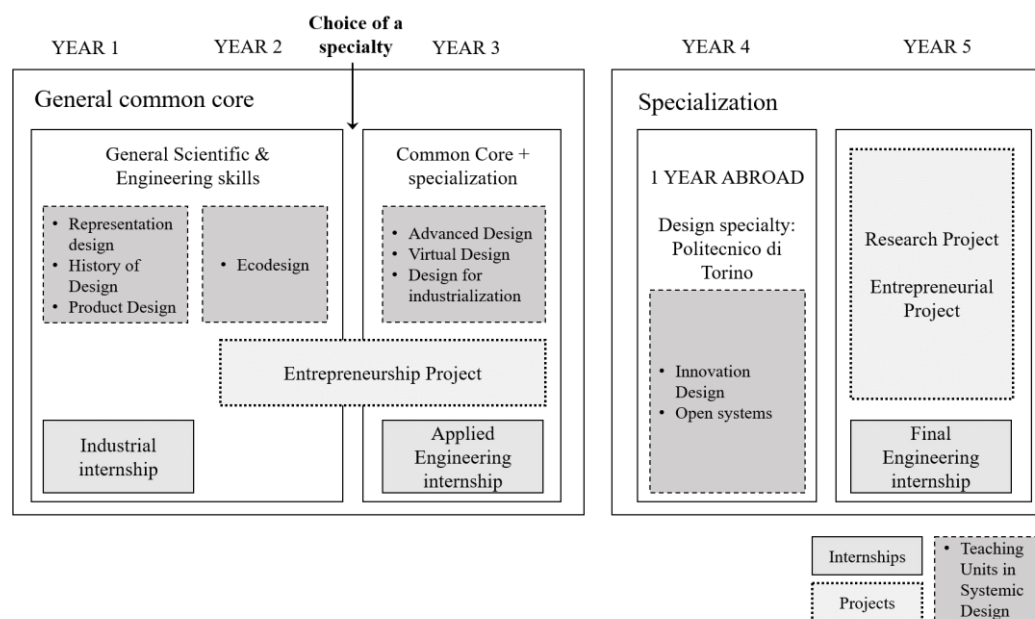 Choice of a
specialty
YEAR 1
YEAR 2
YEAR 3
YEAR 4
YEAR 5
General common core
General Scientific &
Engineering skills
• Representation
design
• History of
Design
• Product Design
• Ecodesign
Common Core +
specialization
• Advanced Design
• Virtual Design
• Design for
industrialization
Entrepreneurship Project
Industrial
internship
Applied
Engineering
internship
Specialization
1 YEAR ABROAD
Design specialty:
Politecnico di
Torino
• Innovation
Design
• Open systems
Research Project
Entrepreneurial
Project
Final
Engineering
internship
Internships
Projects
• Teaching
Units in
Systemic
Design